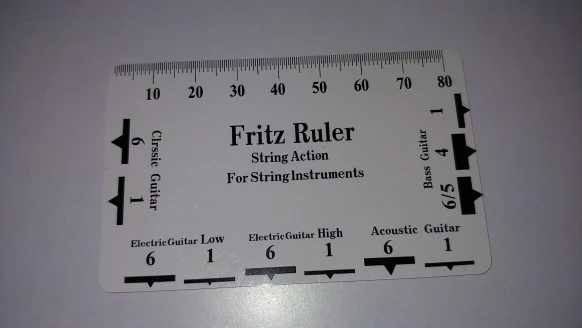 10 20 30 40 50 60 70 80
Fritz Ruler
String Action
For String Instruments
Clrssic Guitar
6
1
Bass Guitar
1
4
6/5
ElectricGuitar Low
6 1
ElectricGuitar High
6 1
Acoustic Guitar
6 1